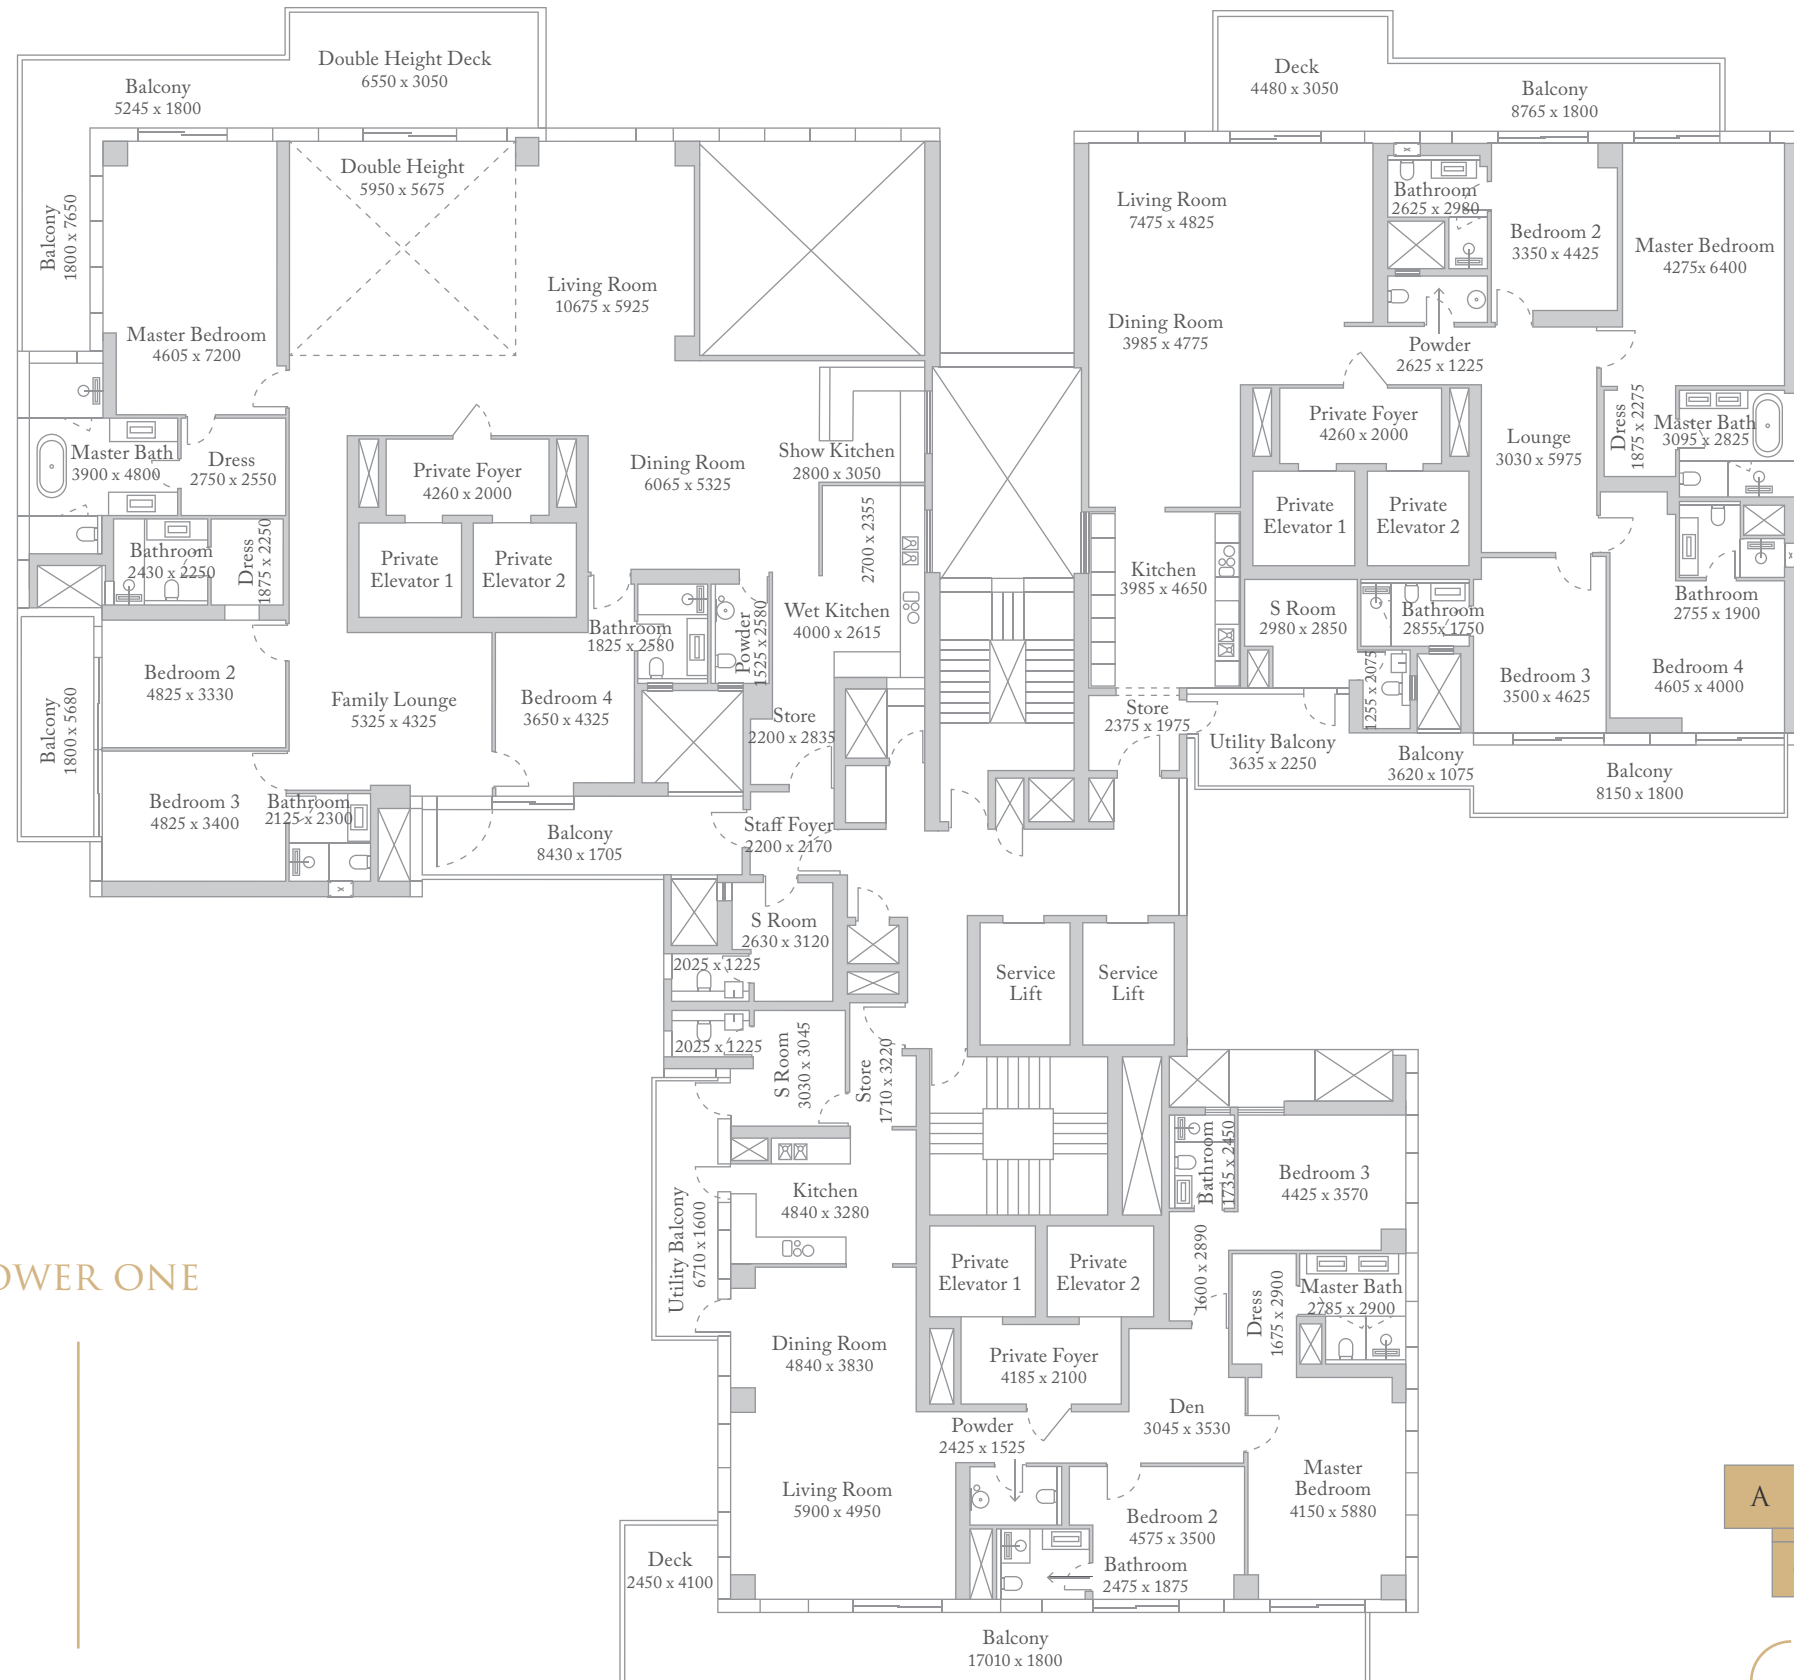 Double Height Deck
6550 x 3050
Balcony
5245 x 1800
Balcony
1800 x 7650
Double Height
5950 x 5675
Living Room
10675 x 5925
Master Bedroom
4605 x 7200
Master Bath
3900 x 4800
Dress
2750 x 2550
Private Foyer
4260 x 2000
Dining Room
6065 x 5325
Show Kitchen
2800 x 3050
2700 x 2355
Private
Elevator 1
Private
Elevator 2
Bathroom
2430 x 2250
Dress
1875 x 2250
Wet Kitchen
4000 x 2615
Bathroom
1825 x 2580
Powder
1525 x 2580
Bedroom 2
4825 x 3330
Family Lounge
5325 x 4325
Bedroom 4
3650 x 4325
Store
2200 x 2835
Balcony
1800 x 5680
Bedroom 3
4825 x 3400
Bathroom
2125 x 2300
Balcony
8430 x 1705
Staff Foyer
2200 x 2170
S Room
2630 x 3120
2025 x 1225
Deck
4480 x 3050
Balcony
8765 x 1800
Living Room
7475 x 4825
Bathroom
2625 x 2980
Bedroom 2
3350 x 4425
Master Bedroom
4275x 6400
Dining Room
3985 x 4775
Powder
2625 x 1225
Private Foyer
4260 x 2000
Lounge
3030 x 5975
Dress
1875 x 2275
Master Bath
3095 x 2825
Private
Elevator 1
Private
Elevator 2
Kitchen
3985 x 4650
S Room
2980 x 2850
Bathroom
2855x 1750
Bathroom
2755 x 1900
1255 x 2075
Bedroom 3
3500 x 4625
Bedroom 4
4605 x 4000
Store
2375 x 1975
Utility Balcony
3635 x 2250
Balcony
3620 x 1075
Balcony
8150 x 1800
Service
Lift
Service
Lift
2025 x 1225
S Room
3030 x 3045
Store
1710 x 3220
Kitchen
4840 x 3280
Utility Balcony
6710 x 1600
Bathroom
1735 x 2450
Bedroom 3
4425 x 3570
Private
Elevator 1
Private
Elevator 2
1600 x 2890
Dress
1675 x 2900
Master Bath
2785 x 2900
Dining Room
4840 x 3830
Private Foyer
4185 x 2100
Den
3045 x 3530
Powder
2425 x 1525
Living Room
5900 x 4950
Master
Bedroom
4150 x 5880
Bedroom 2
4575 x 3500
Bathroom
2475 x 1875
Deck
2450 x 4100
Balcony
17010 x 1800
OWER ONE
A